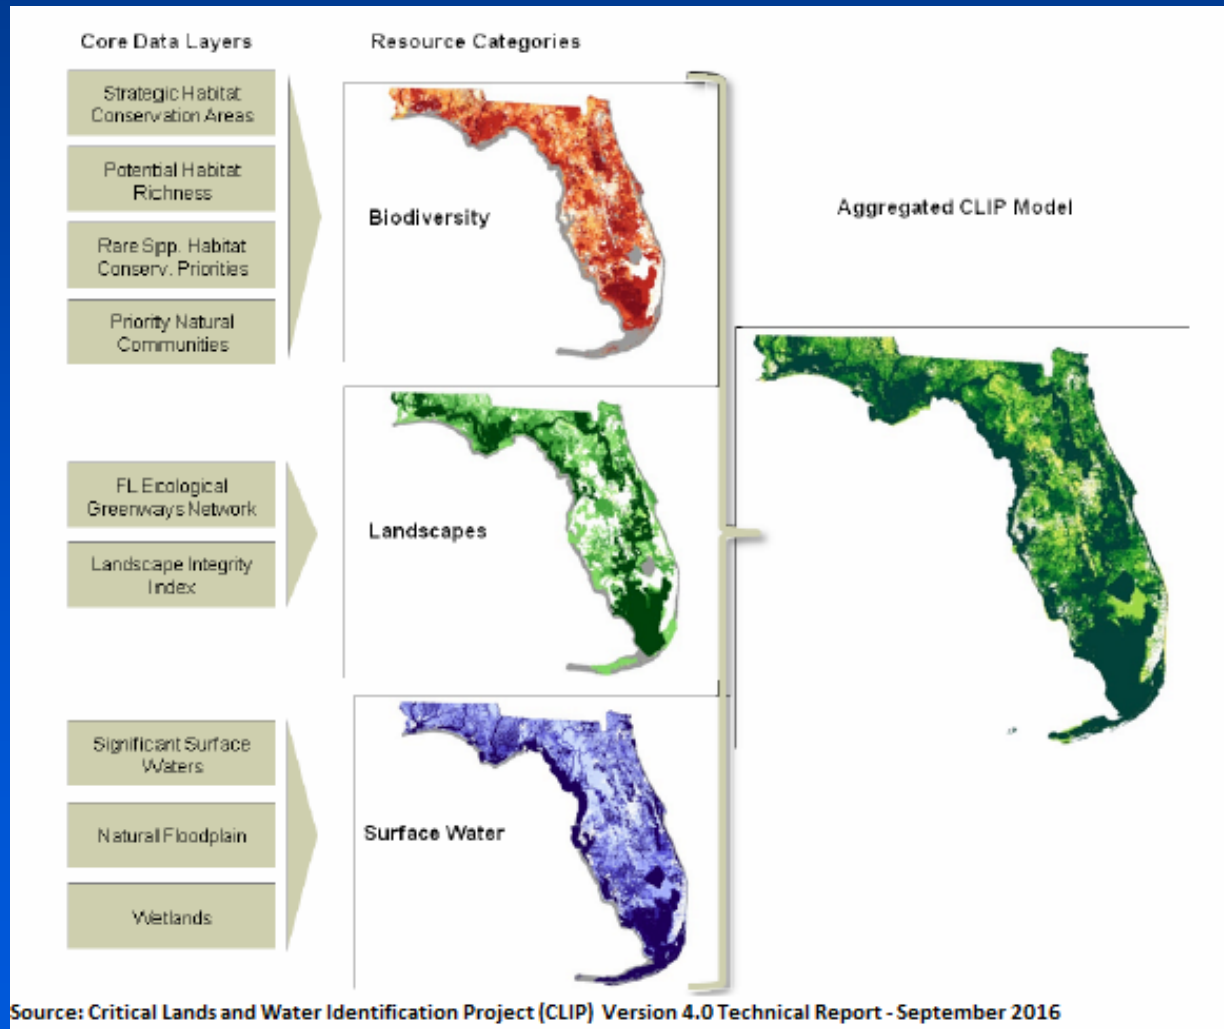 Core Data Layers
Resource Categories
Strategic Habitat
Conservation Areas
Potential Habitat
Richness
Rare Spp. Habitat
Conserv. Priorities
Priority Natural
Communities
Biodiversity
Aggregated CLIP Model
FL Ecological
Greenways Network
Landscape Integrity
Index
Landscapes
Significant Surface
Waters
Natural Floodplain
Wetlands
Surface Water
Source: Critical Lands and Water Identification Project (CLIP) Version 4.0 Technical Report - September 2016